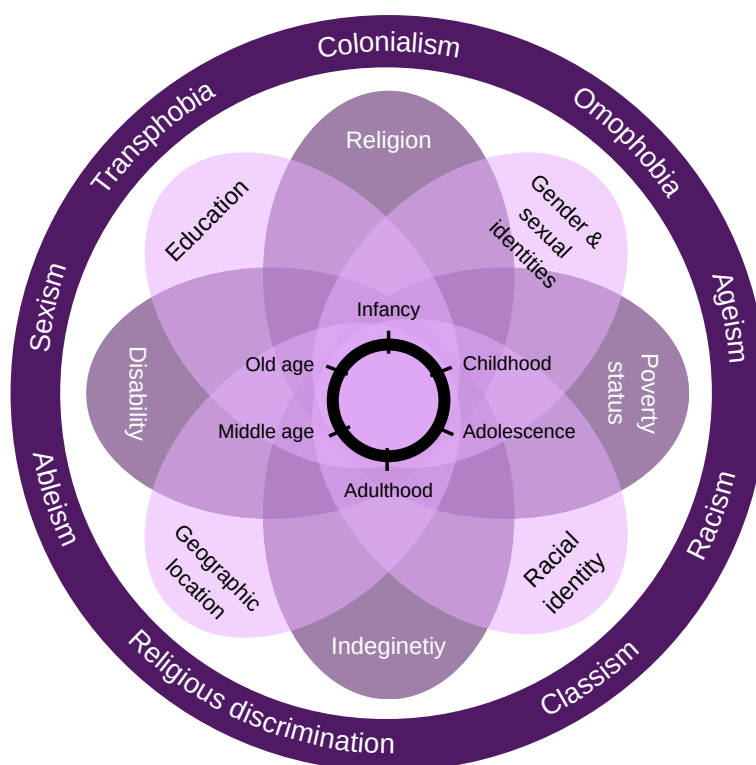 Colonialism
Omophobia
Ageism
Racism
Classism
Religious discrimination
Ableism
Sexism
Transphobia
Religion
Gender &
sexual
identities
Poverty
status
Racial
identity
Indeginetiy
Geographic
location
Disability
Education
Infancy
Childhood
Adolescence
Adulthood
Middle age
Old age